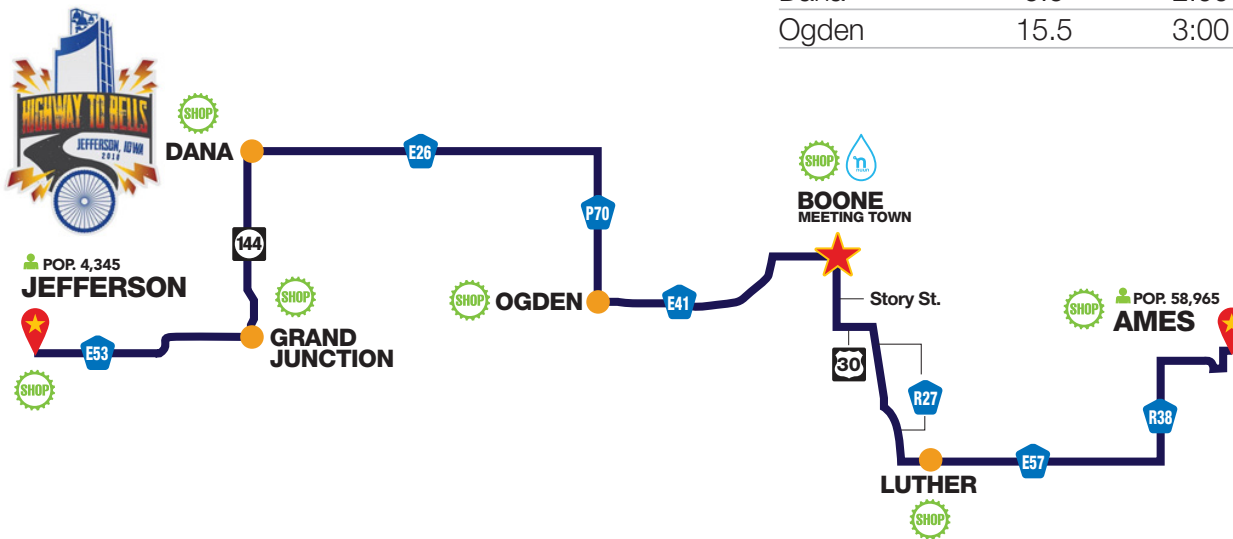 Ogden 15.5 3:00
HIGHWAY TO BELLS
JEFFERSON, IOWA
2018
SHOP
DANA
E26
SHOP
BOONE
MEETING TOWN
P70
144
POP. 4,345
JEFFERSON
SHOP
SHOP
OGDEN
E41
Story St.
SHOP
POP. 58,965
AMES
E53
GRAND
JUNCTION
30
SHOP
R27
R38
LUTHER
E57
SHOP